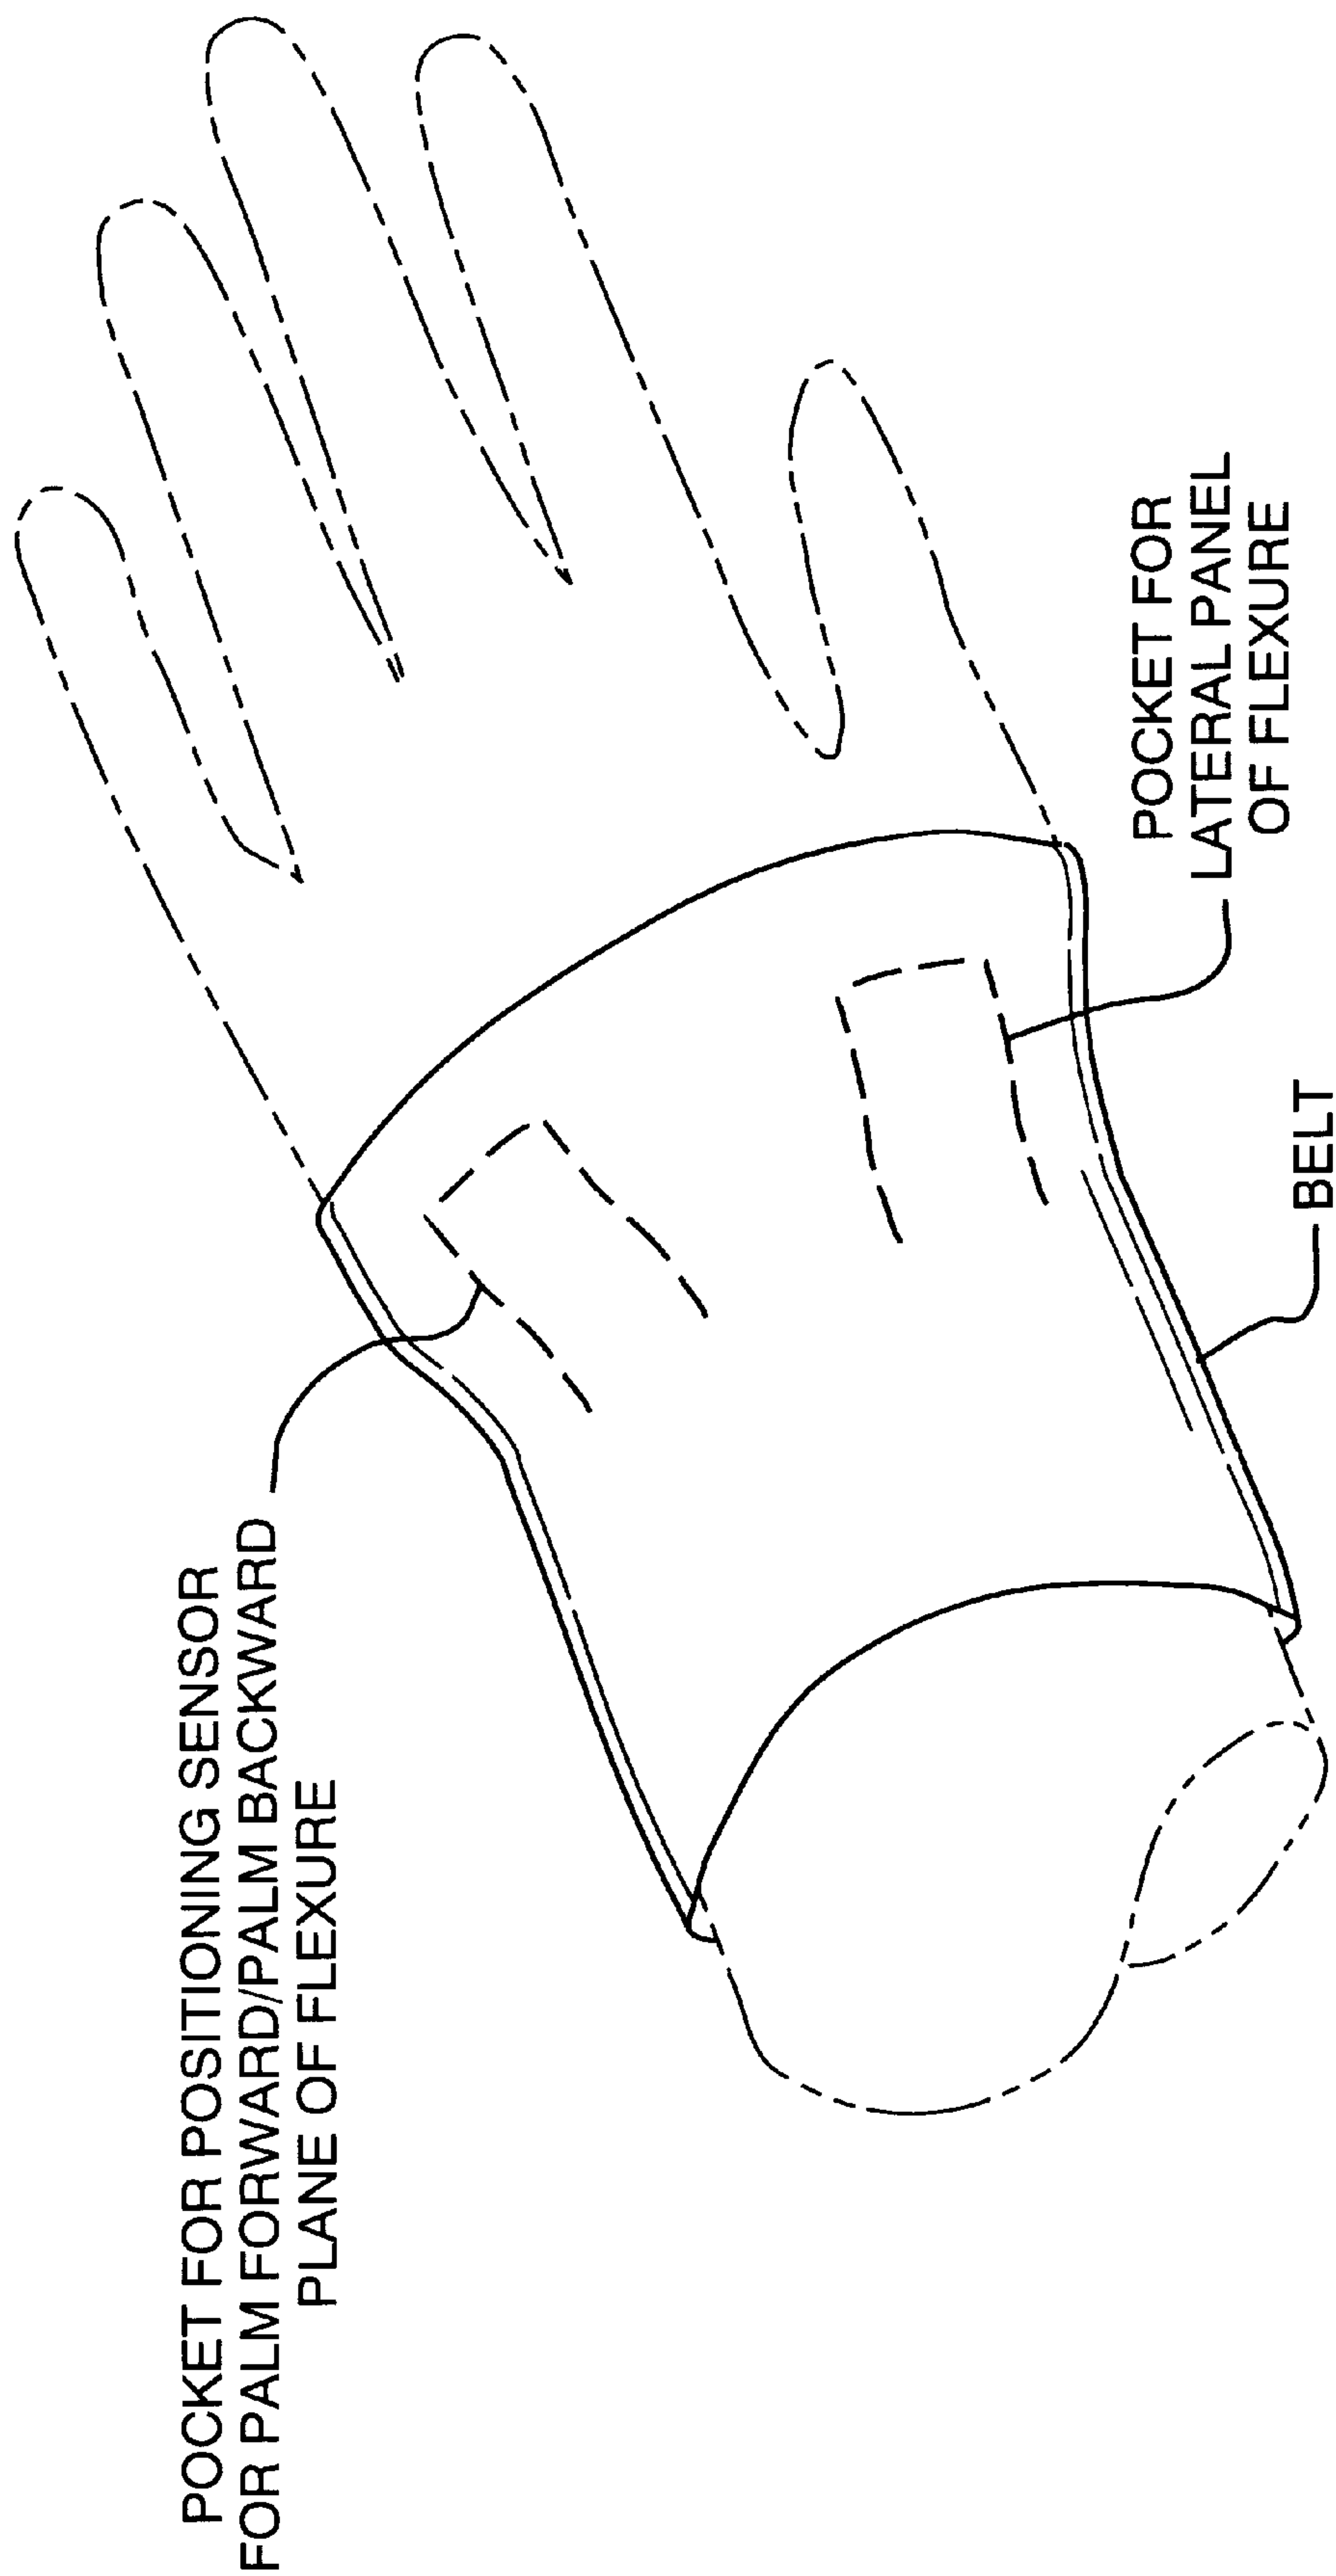 POCKET FOR POSITIONING SENSOR
FOR PALM FORWARD/PALM BACKWARD
PLANE OF FLEXURE
POCKET FOR
LATERAL PANEL
OF FLEXURE
BELT